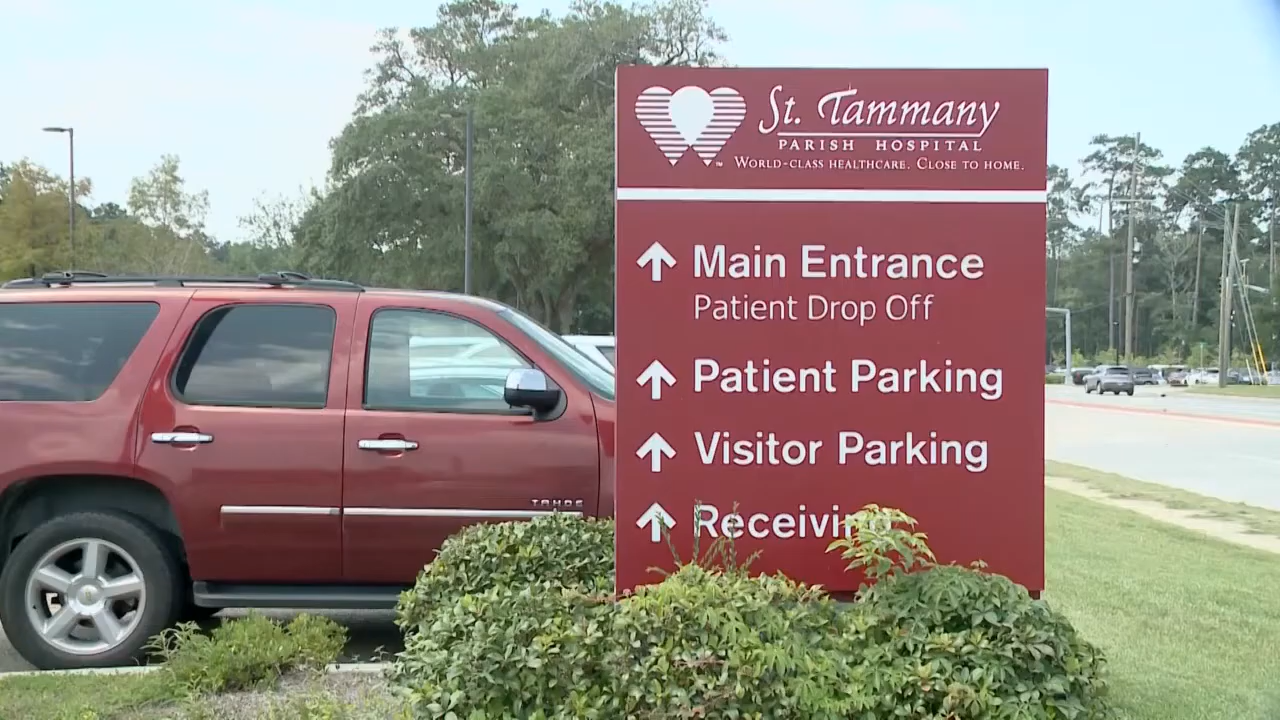 St. Tammany
PARISH HOSPITAL
WORLD-CLASS HEALTHCARE. CLOSE TO HOME.
Main Entrance
Patient Drop Off
Patient Parking
Visitor Parking
Receiving
TAHOE